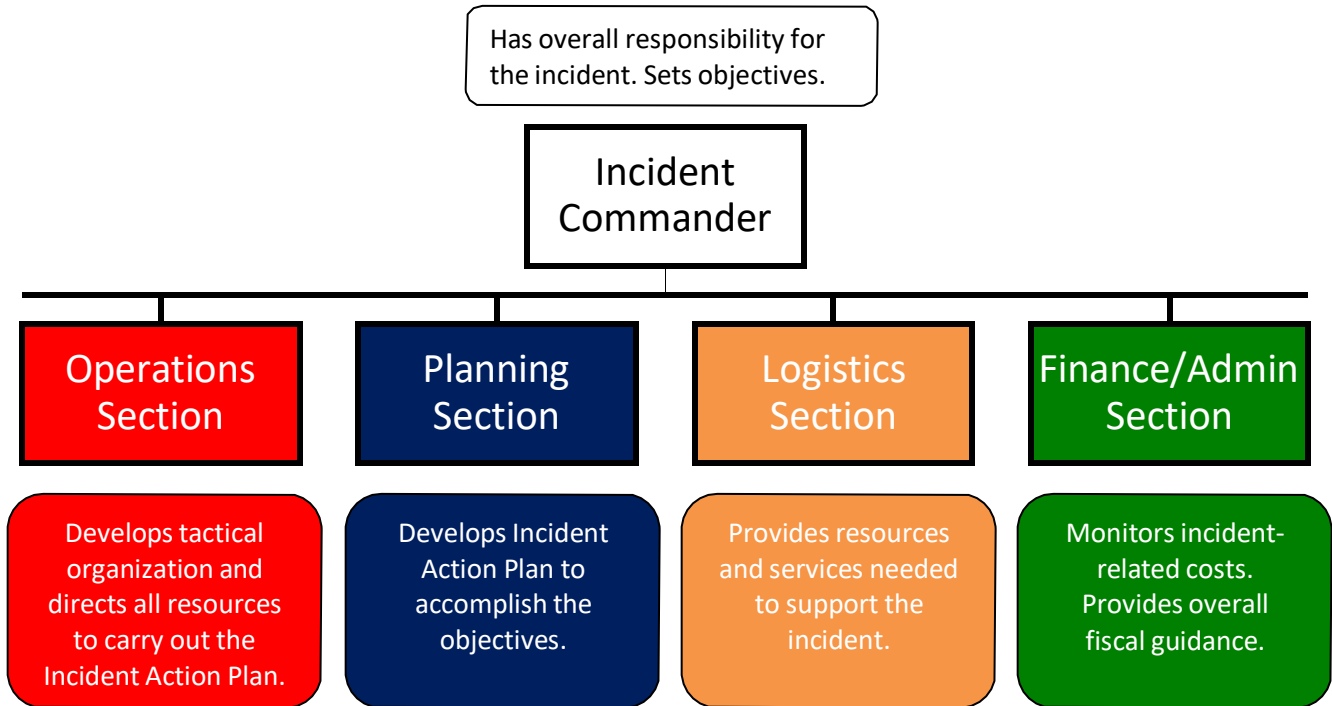 Has overall responsibility for
the incident. Sets objectives.
Incident
Commander
Operations
Section
Planning
Section
Logistics
Section
Finance/Admin
Section
Develops tactical
organization and
directs all resources
to carry out the
Incident Action Plan.
Develops Incident
Action Plan to
accomplish the
objectives.
Provides resources
and services needed
to support the
incident.
Monitors incident-
related costs.
Provides overall
fiscal guidance.